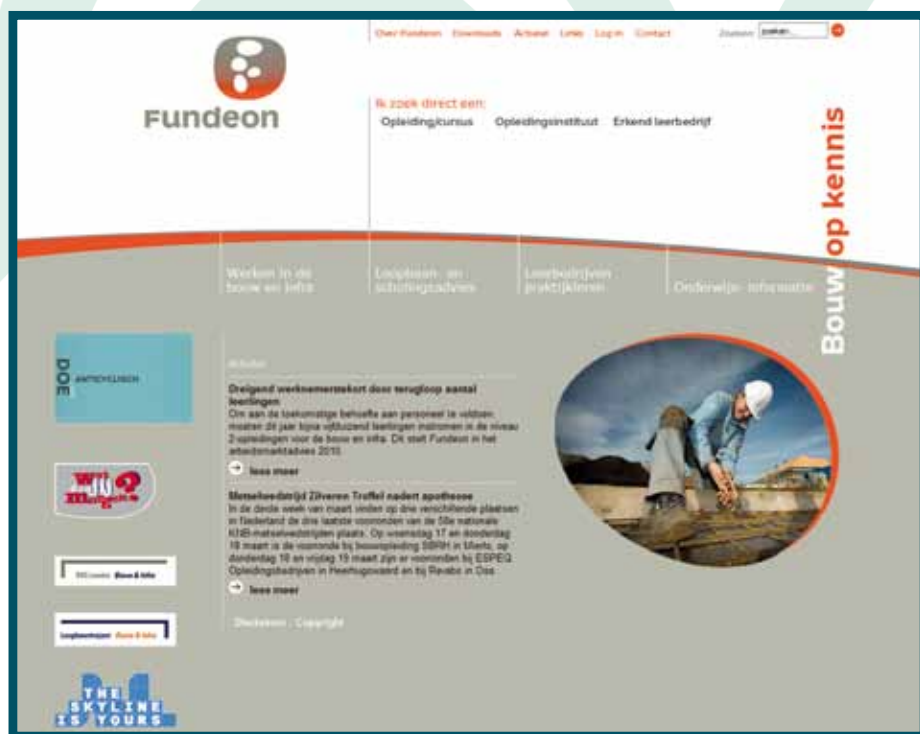 Over Fundeon Downloads Actueel Links Log in Contact
Zoeken: zoeken...
Fundeon
Ik zoek direct een:
Opleiding/cursus Opleidingsinstituut Erkend leerbedrijf
Bouw op kennis
Werken in de
bouw en infra
Loopbaan- en
scholingsadvies
Leerbedrijven
praktijkleren
Onderwijs- informatie
DOE ANTICYCLISCH
Actueel
Dreigend werknemerstekort door terugloop aantal
leerlingen
Om aan de toekomstige behoefte aan personeel te voldoen,
moeten dit jaar bijna vijfduizend leerlingen instromen in de niveau
2-opleidingen voor de bouw en infra. Dit stelt Fundeon in het
arbeidsmarktadvies 2010.
lees meer
Metselwedstrijd Zilveren Troffel nadert apotheose
In de derde week van maart vinden op drie verschillende plaatsen
in Nederland de drie laatste voorronden van de 58e nationale
KNB-metselwedstrijden plaats. Op woensdag 17 en donderdag
18 maart is de voorronde bij bouwopleiding SBRH in Mierlo, op
donderdag 18 en vrijdag 19 maart zijn er voorronden bij ESPEQ
Opleidingsbedrijven in Heerhugowaard en bij Revabo in Oss.
lees meer
Disclaimer . Copyright
Bouw & Infra
Loopbaantraject Bouw & Infra
THE
SKYLINE
IS YOURS